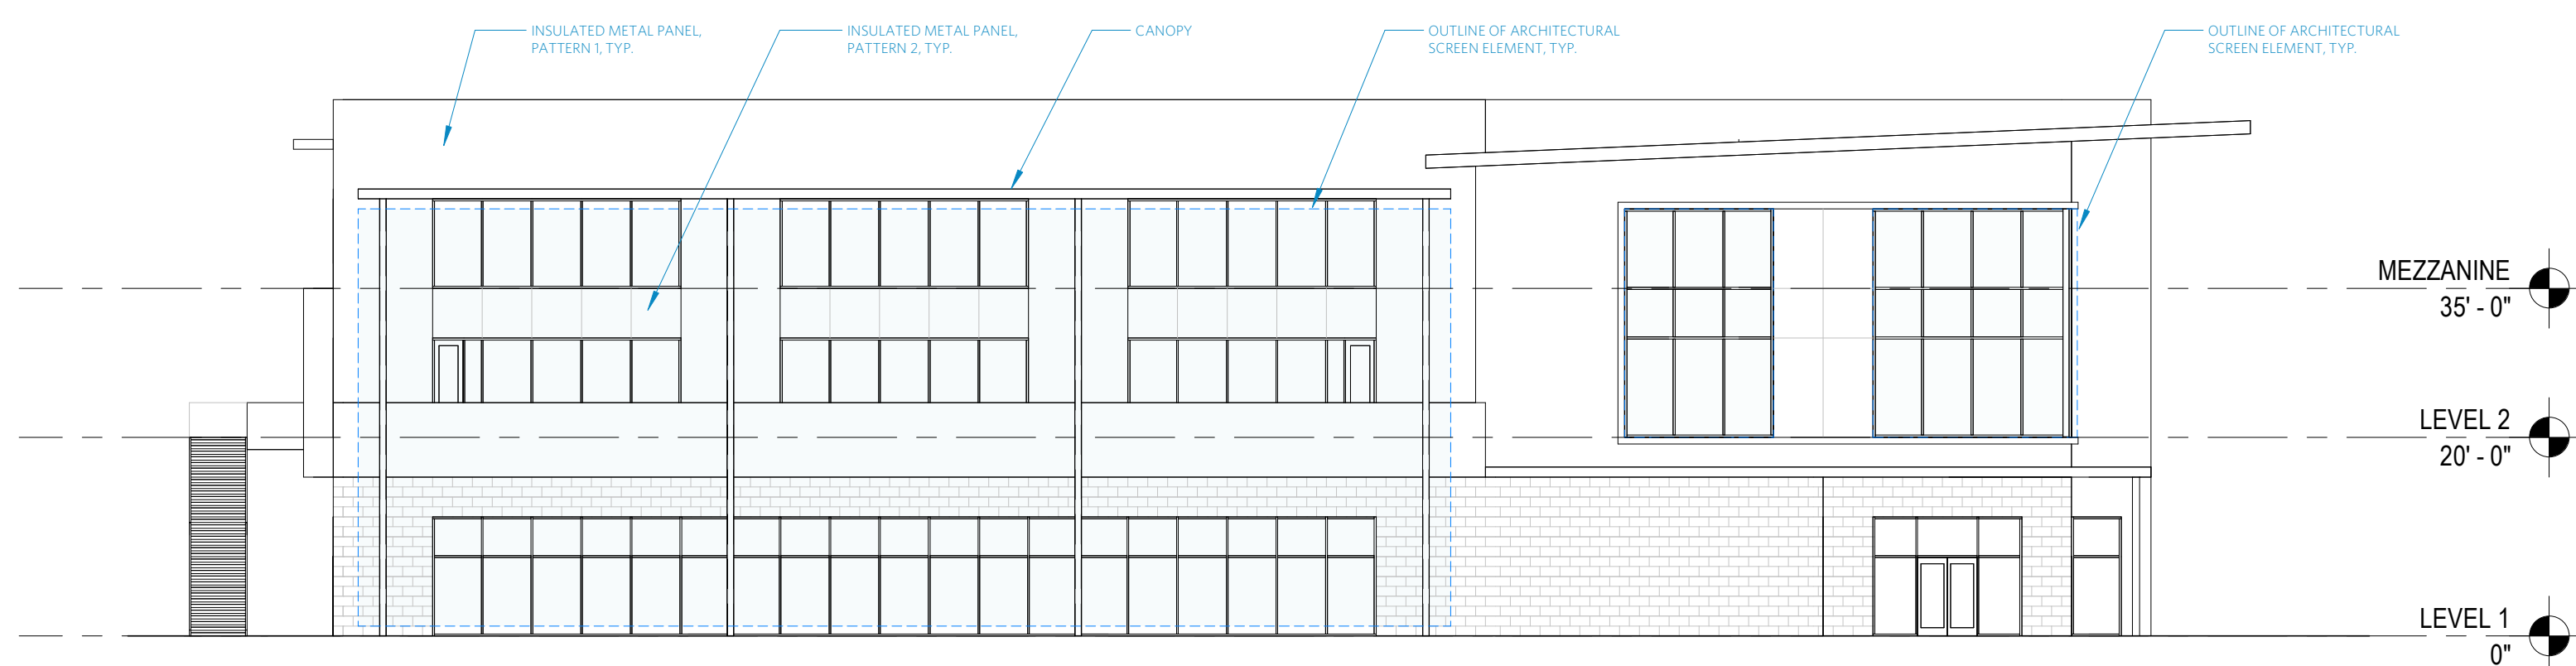 INSULATED METAL PANEL,
PATTERN 1, TYP.
INSULATED METAL PANEL,
PATTERN 2, TYP.
CANOPY
OUTLINE OF ARCHITECTURAL
SCREEN ELEMENT, TYP.
OUTLINE OF ARCHITECTURAL
SCREEN ELEMENT, TYP.
MEZZANINE
35' - 0"
LEVEL 2
20' - 0"
LEVEL 1
0"